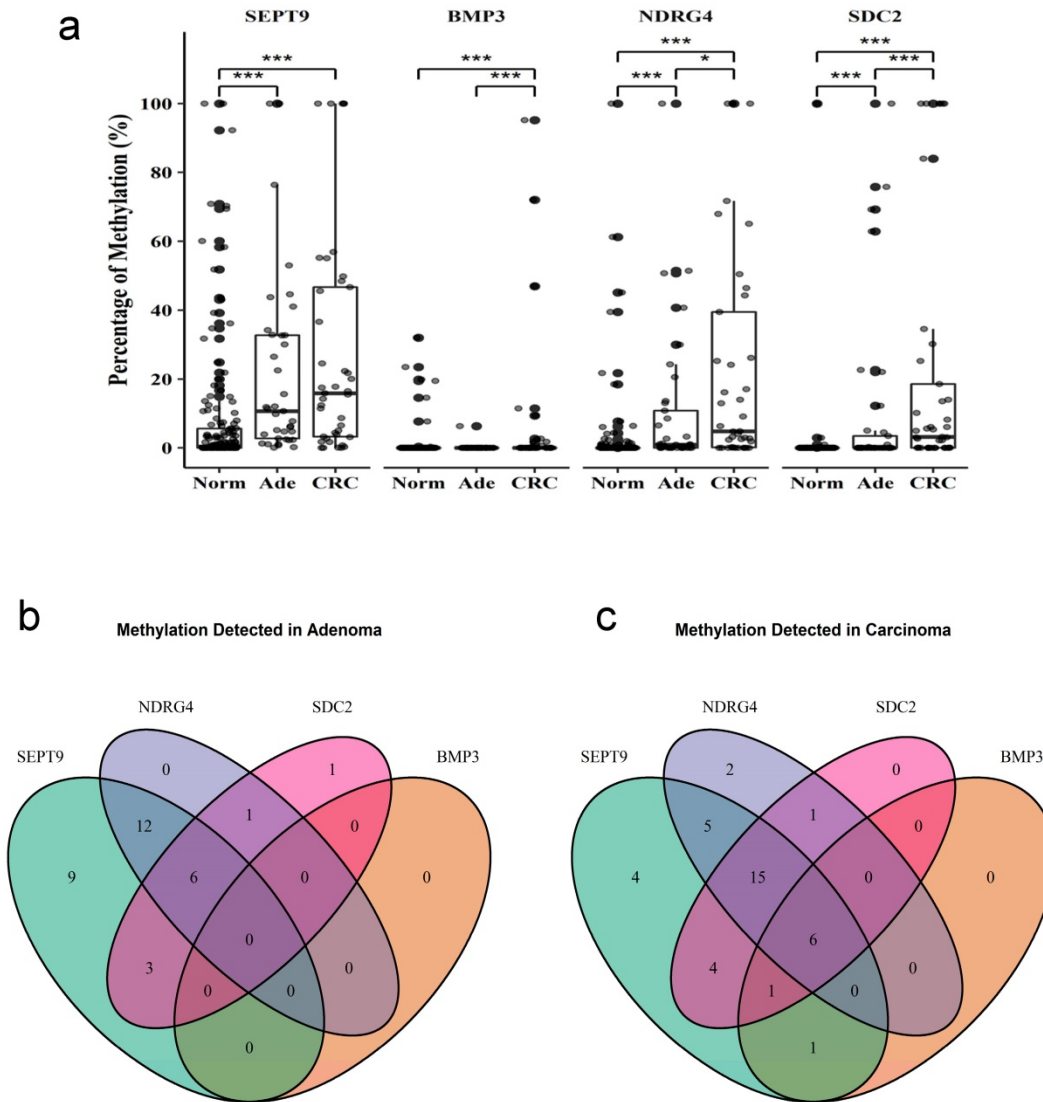 a
SEPT9 BMP3 NDRG4 SDC2
*** *** *** ***
*** *** *** * *** ***
Percentage of Methylation (%)
100
80
60
40
20
0
Norm Ade CRC Norm Ade CRC Norm Ade CRC Norm Ade CRC
b
Methylation Detected in Adenoma
NDRG4 SDC2
SEPT9 BMP3
0 1
12 1 0
9 6 0 0
0
3 0
0 0
0
c
Methylation Detected in Carcinoma
NDRG4 SDC2
SEPT9 BMP3
2 0
5 1 0
4 15 0 0
6
4 0
1 0
1